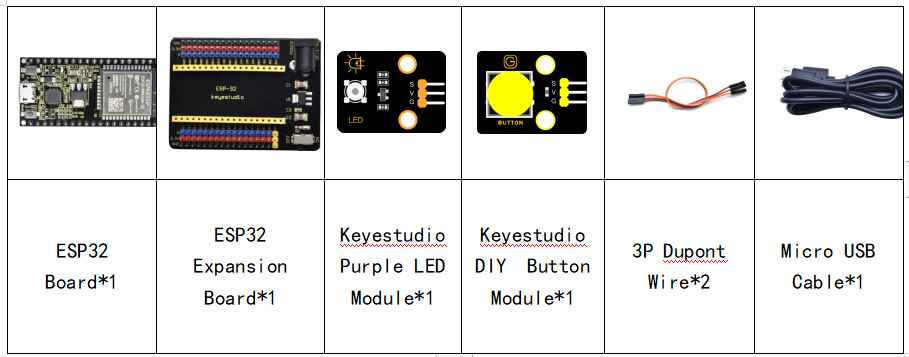 ESP-32
keyestudio
LED
S
V
G
G
S
V
G
BUTTON
ESP32
Board*1
ESP32
Expansion
Board*1
Keyestudio
Purple LED
Module*1
Keyestudio
DIY Button
Module*1
3P Dupont
Wire*2
Micro USB
Cable*1